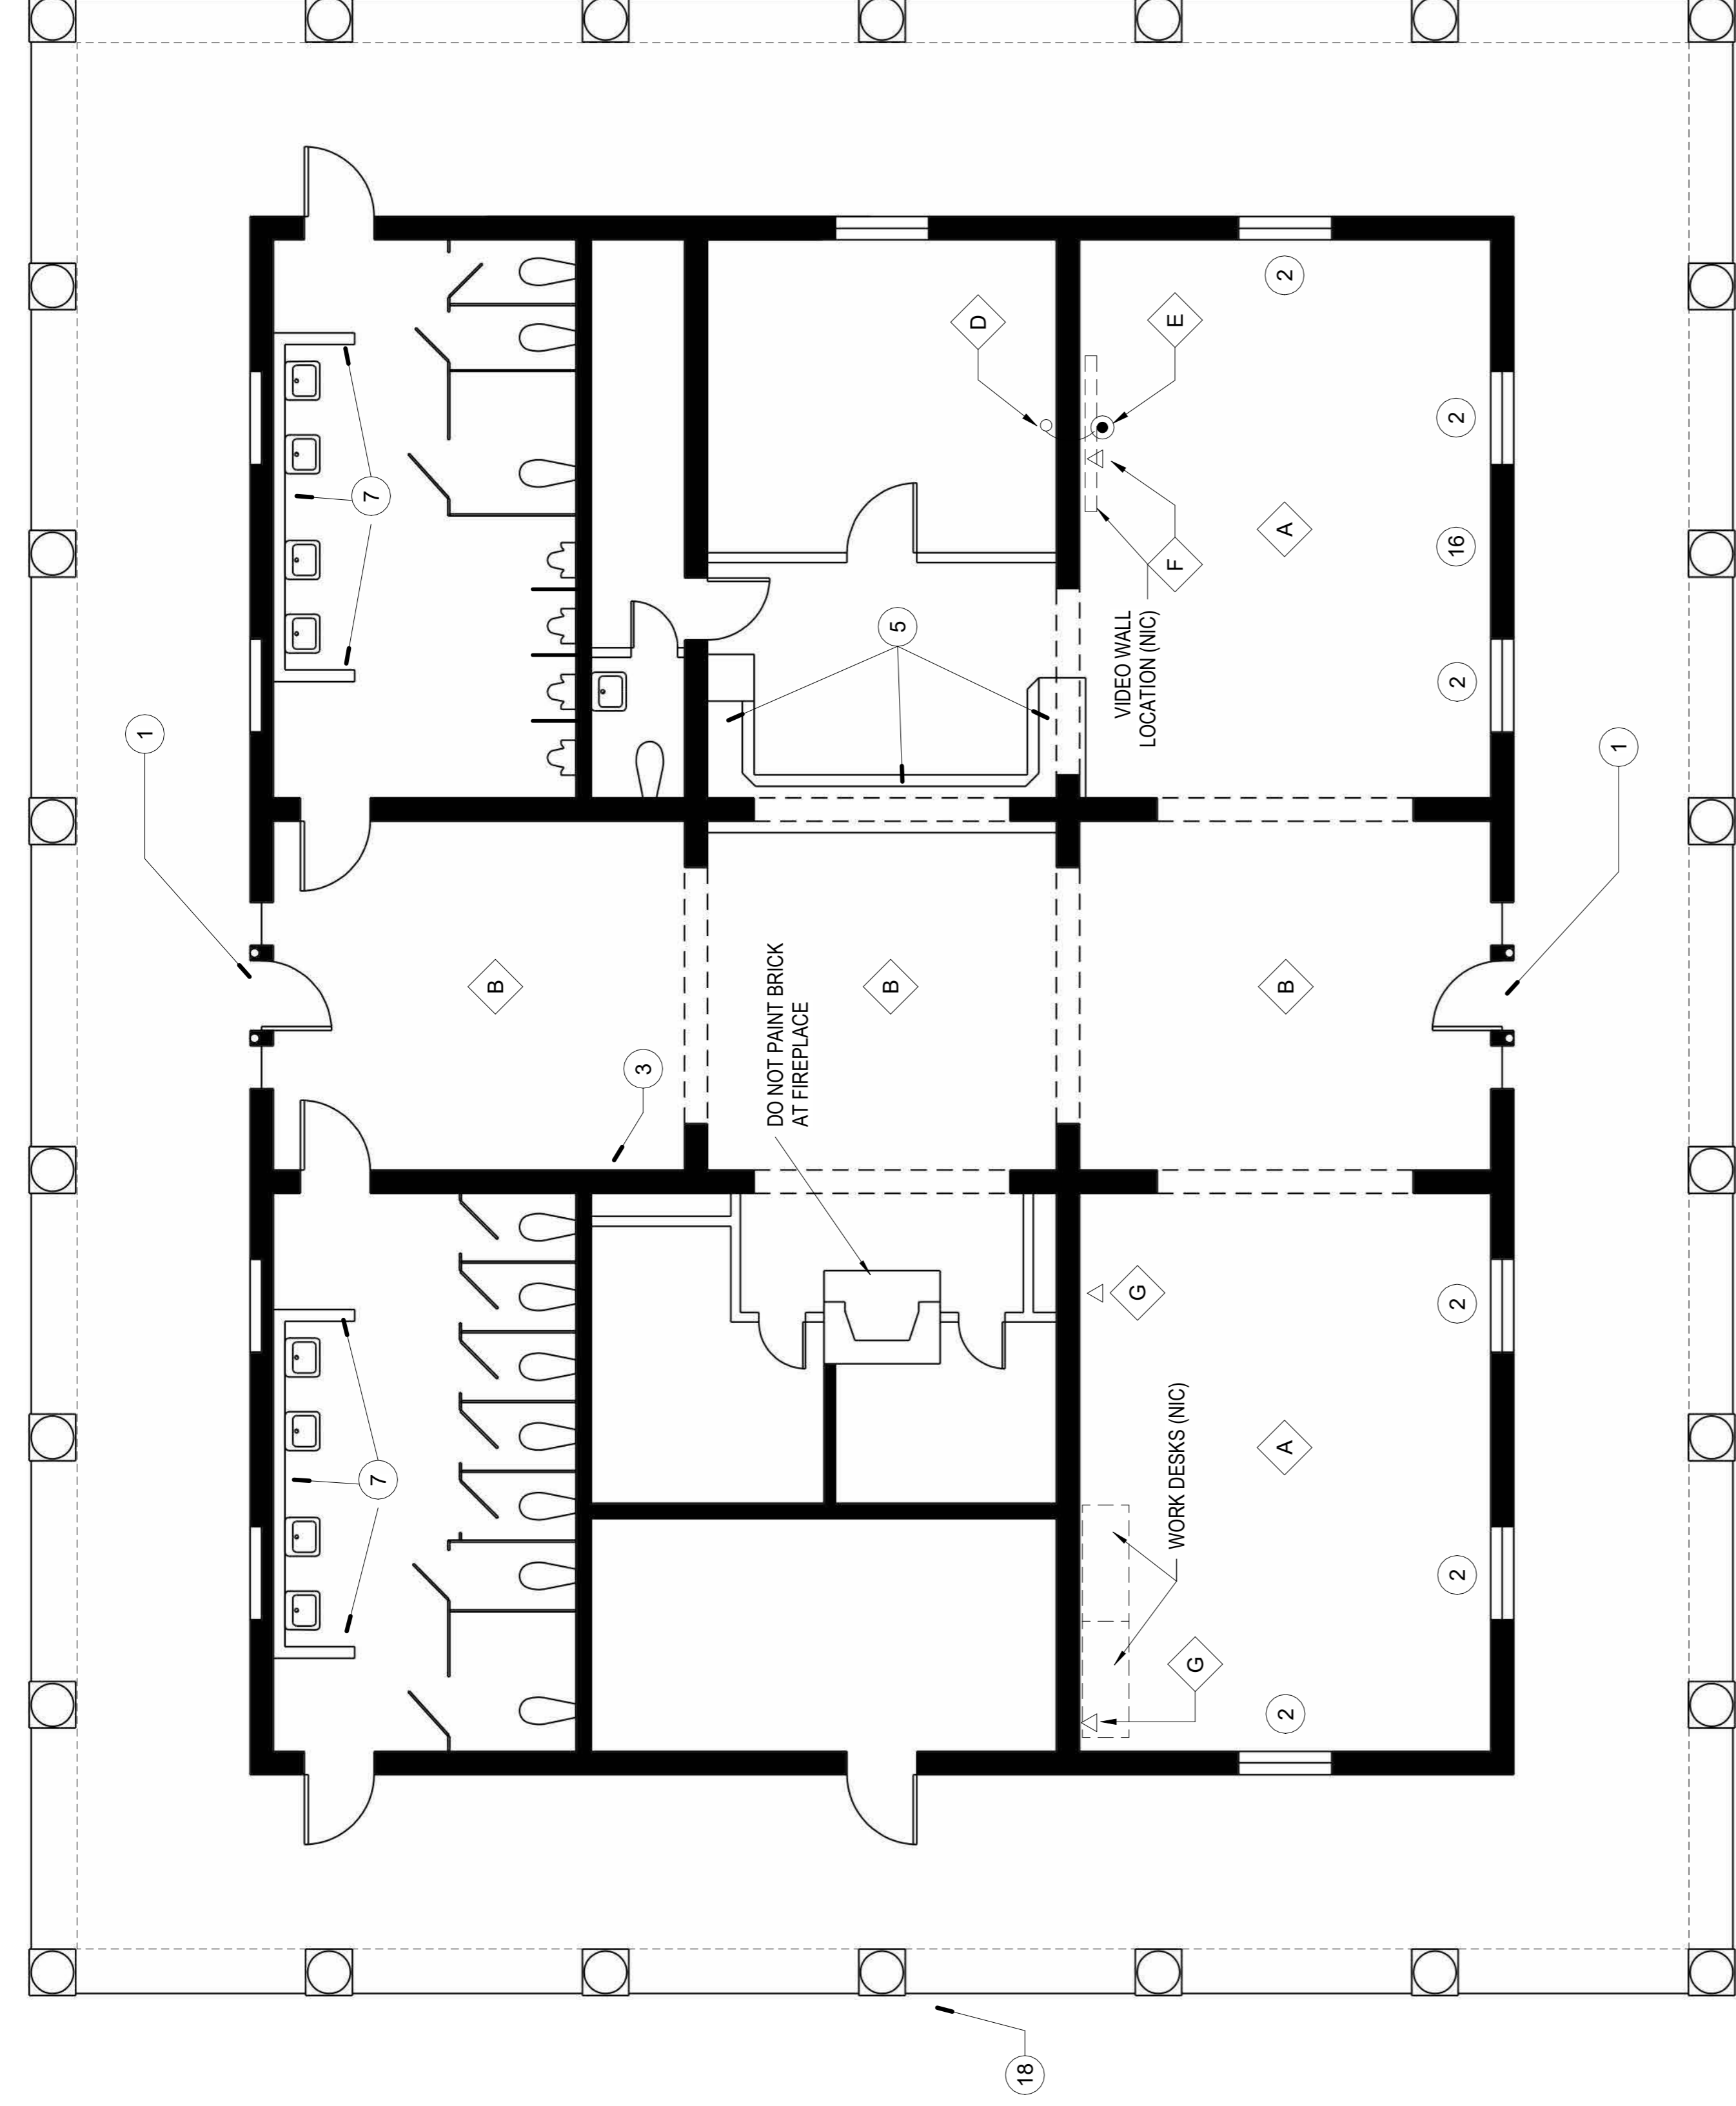 1
7
7
3
5
B
B
B
DO NOT PAINT BRICK
AT FIREPLACE
D
E
F
VIDEO WALL
LOCATION (NIC)
A
2
2
16
2
1
G
WORK DESKS (NIC)
G
A
2
2
2
18